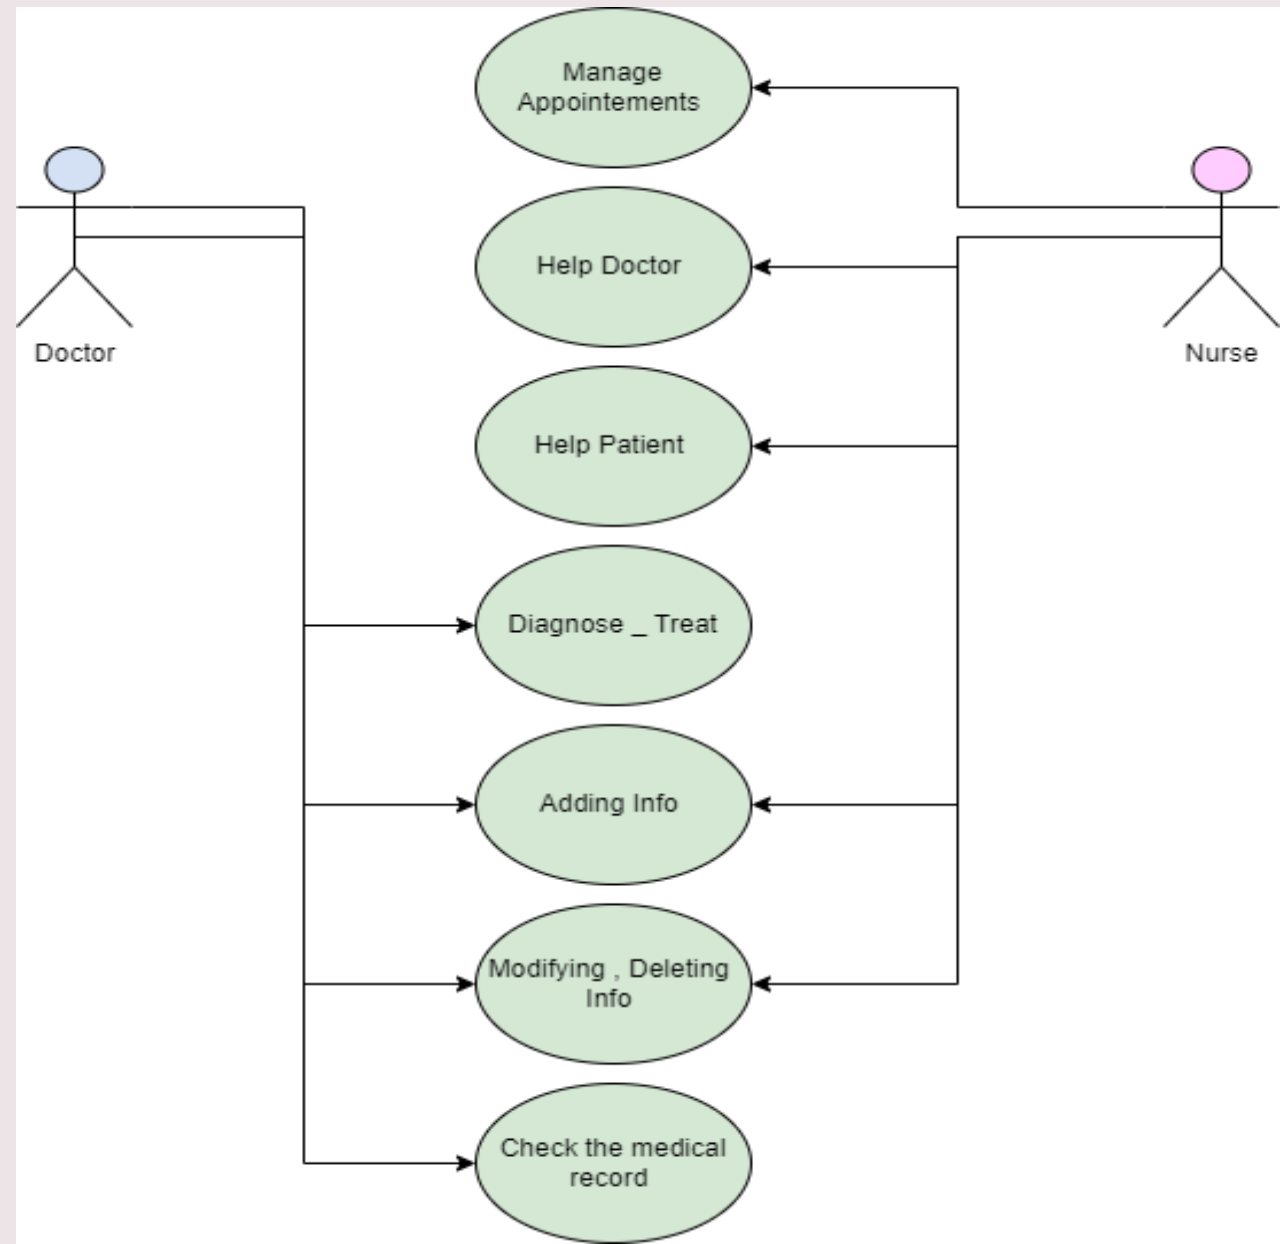 Manage
Appointements
Help Doctor
Doctor
Nurse
Help Patient
Diagnose _ Treat
Adding Info
Modifying , Deleting
Info
Check the medical
record